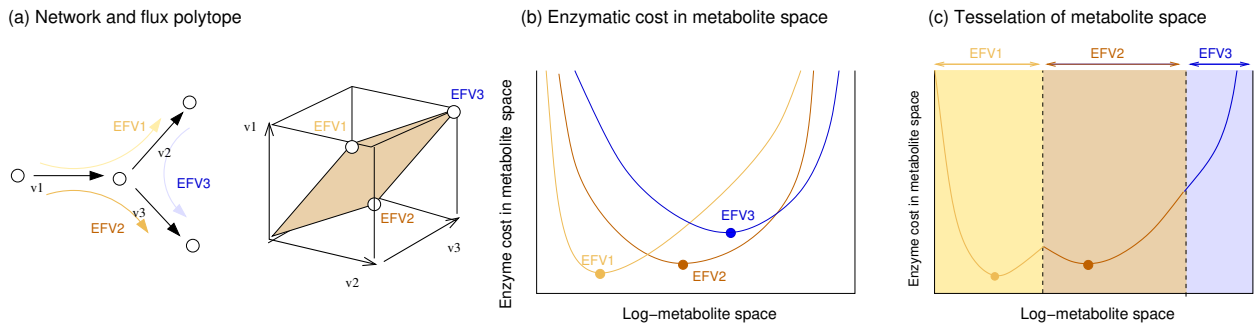 (a) Network and flux polytope
EFV1
v2
v1
EFV3
v3
EFV2
v1
EFV1
EFV3
EFV2
v2
v3
(b) Enzymatic cost in metabolite space
Enzyme cost in metabolite space
EFV1
EFV2
EFV3
Log−metabolite space
(c) Tesselation of metabolite space
EFV1
EFV2
EFV3
Enzyme cost in metabolite space
Log−metabolite space